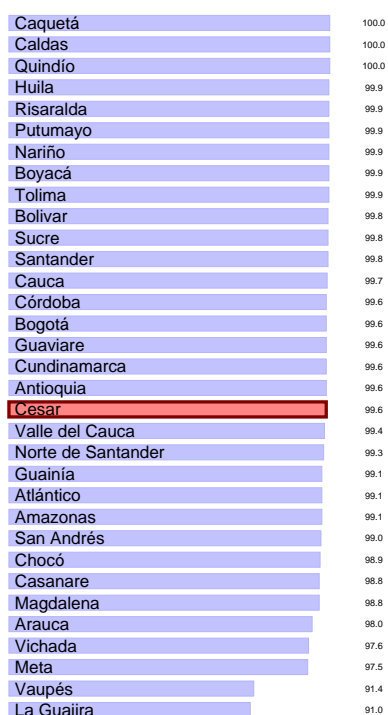 Caquetá 100.0
Caldas 100.0
Quindío 100.0
Huila 99.9
Risaralda 99.9
Putumayo 99.9
Nariño 99.9
Boyacá 99.9
Tolima 99.9
Bolivar 99.8
Sucre 99.8
Santander 99.8
Cauca 99.7
Córdoba 99.6
Bogotá 99.6
Guaviare 99.6
Cundinamarca 99.6
Antioquia 99.6
Cesar 99.6
Valle del Cauca 99.4
Norte de Santander 99.3
Guainía 99.1
Atlántico 99.1
Amazonas 99.1
San Andrés 99.0
Chocó 98.9
Casanare 98.8
Magdalena 98.8
Arauca 98.0
Vichada 97.6
Meta 97.5
Vaupés 91.4
La Guajira 91.0